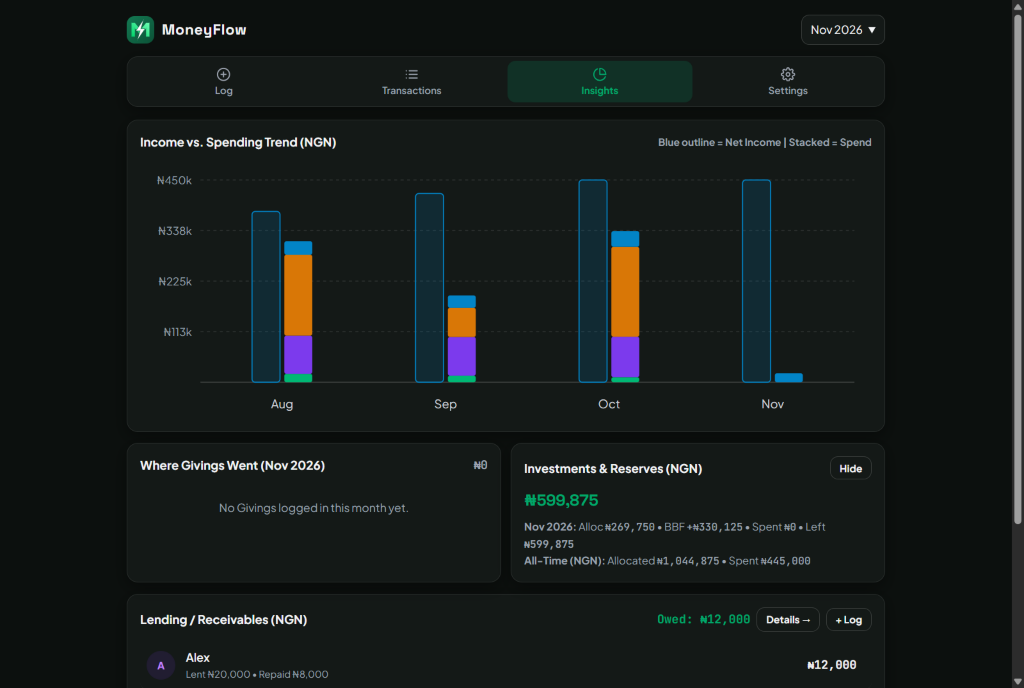 MoneyFlow
Nov 2026 ▼
Log
Transactions
Insights
Settings
Income vs. Spending Trend (NGN)
Blue outline = Net Income | Stacked = Spend
₦450k
₦338k
₦225k
₦113k
Aug
Sep
Oct
Nov
Where Givings Went (Nov 2026)
₦0
No Givings logged in this month yet.
Investments & Reserves (NGN)
Hide
₦599,875
Nov 2026: Alloc ₦269,750 • BBF +₦330,125 • Spent ₦0 • Left
₦599,875
All-Time (NGN): Allocated ₦1,044,875 • Spent ₦445,000
Lending / Receivables (NGN)
Owed: ₦12,000
Details →
+ Log
A
Alex
Lent ₦20,000 • Repaid ₦8,000
₦12,000